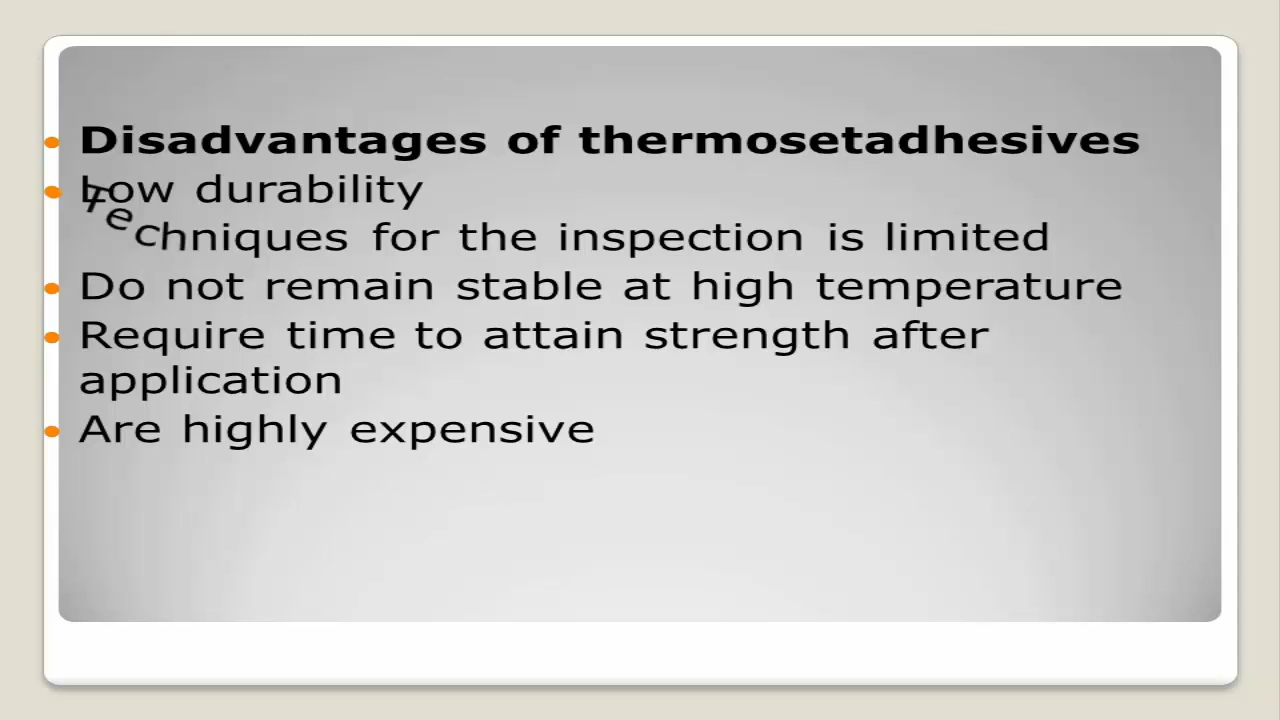 • Disadvantages of thermosetadhesives
• Low durability
Techniques for the inspection is limited
• Do not remain stable at high temperature
• Require time to attain strength after
application
• Are highly expensive